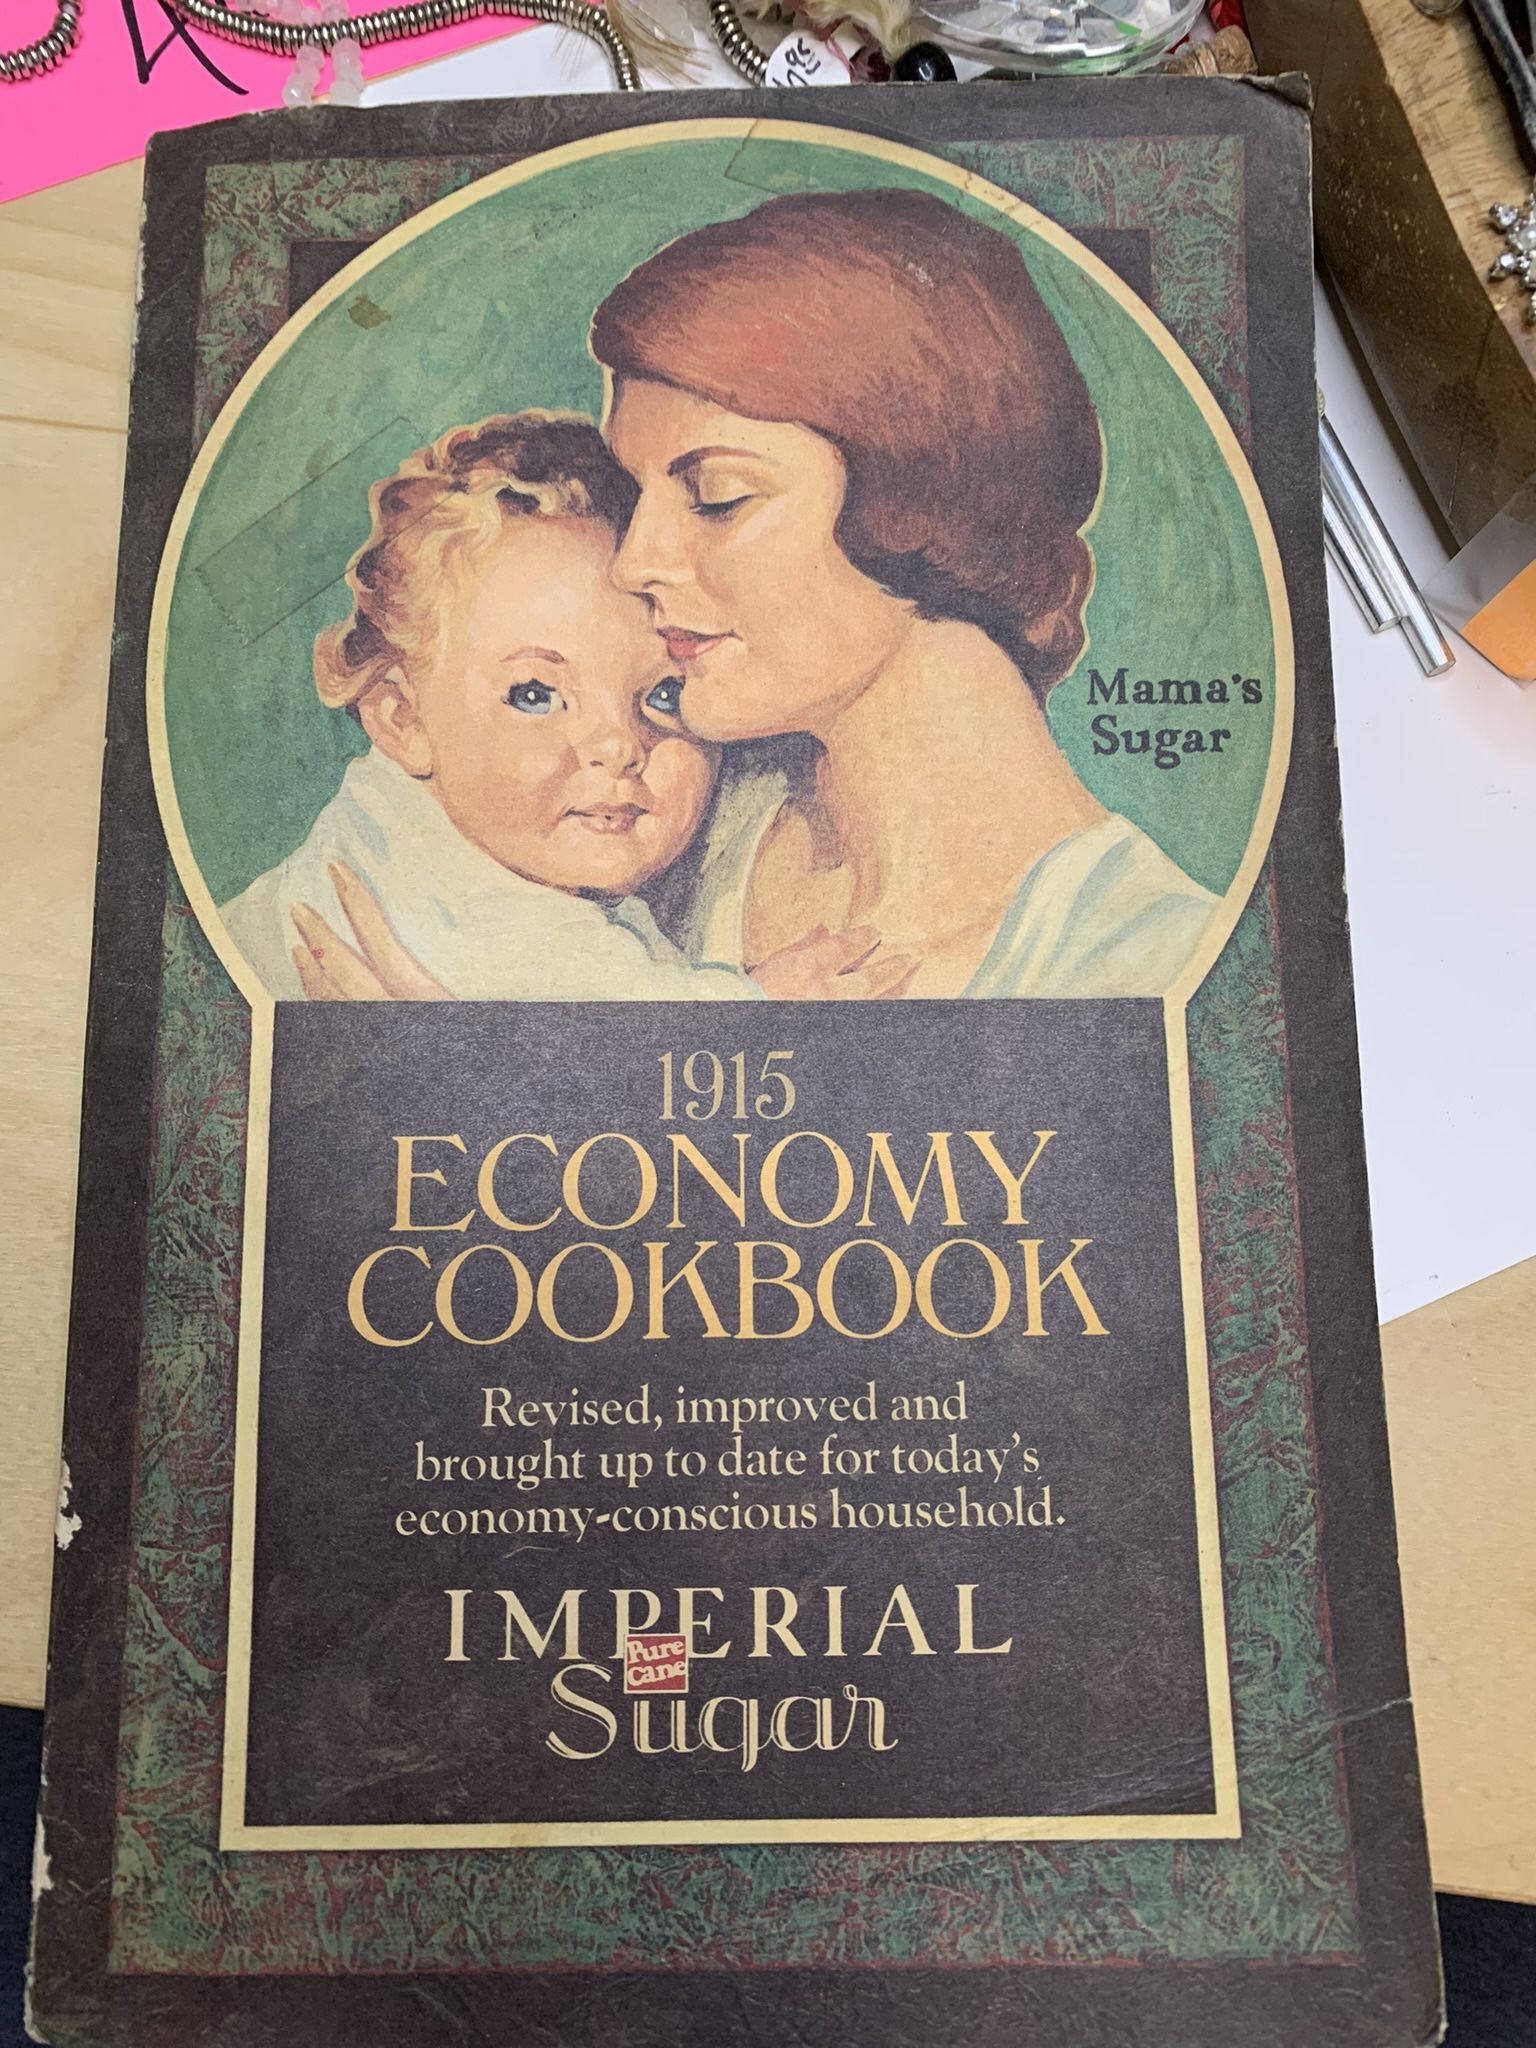 .95
Mama's
Sugar
1915
ECONOMY
COOKBOOK
Revised, improved and
brought up to date for today's
economy-conscious household.
IMPERIAL
Pure
Cane
Sugar